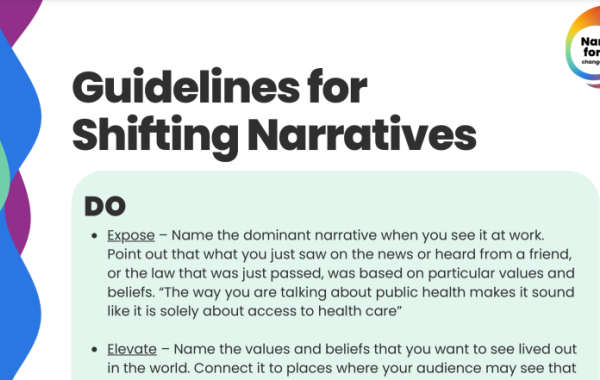 Guidelines for
Shifting Narratives
DO
• Expose – Name the dominant narrative when you see it at work.
Point out that what you just saw on the news or heard from a friend,
or the law that was just passed, was based on particular values and
beliefs. “The way you are talking about public health makes it sound
like it is solely about access to health care”
• Elevate – Name the values and beliefs that you want to see lived out
in the world. Connect it to places where your audience may see that